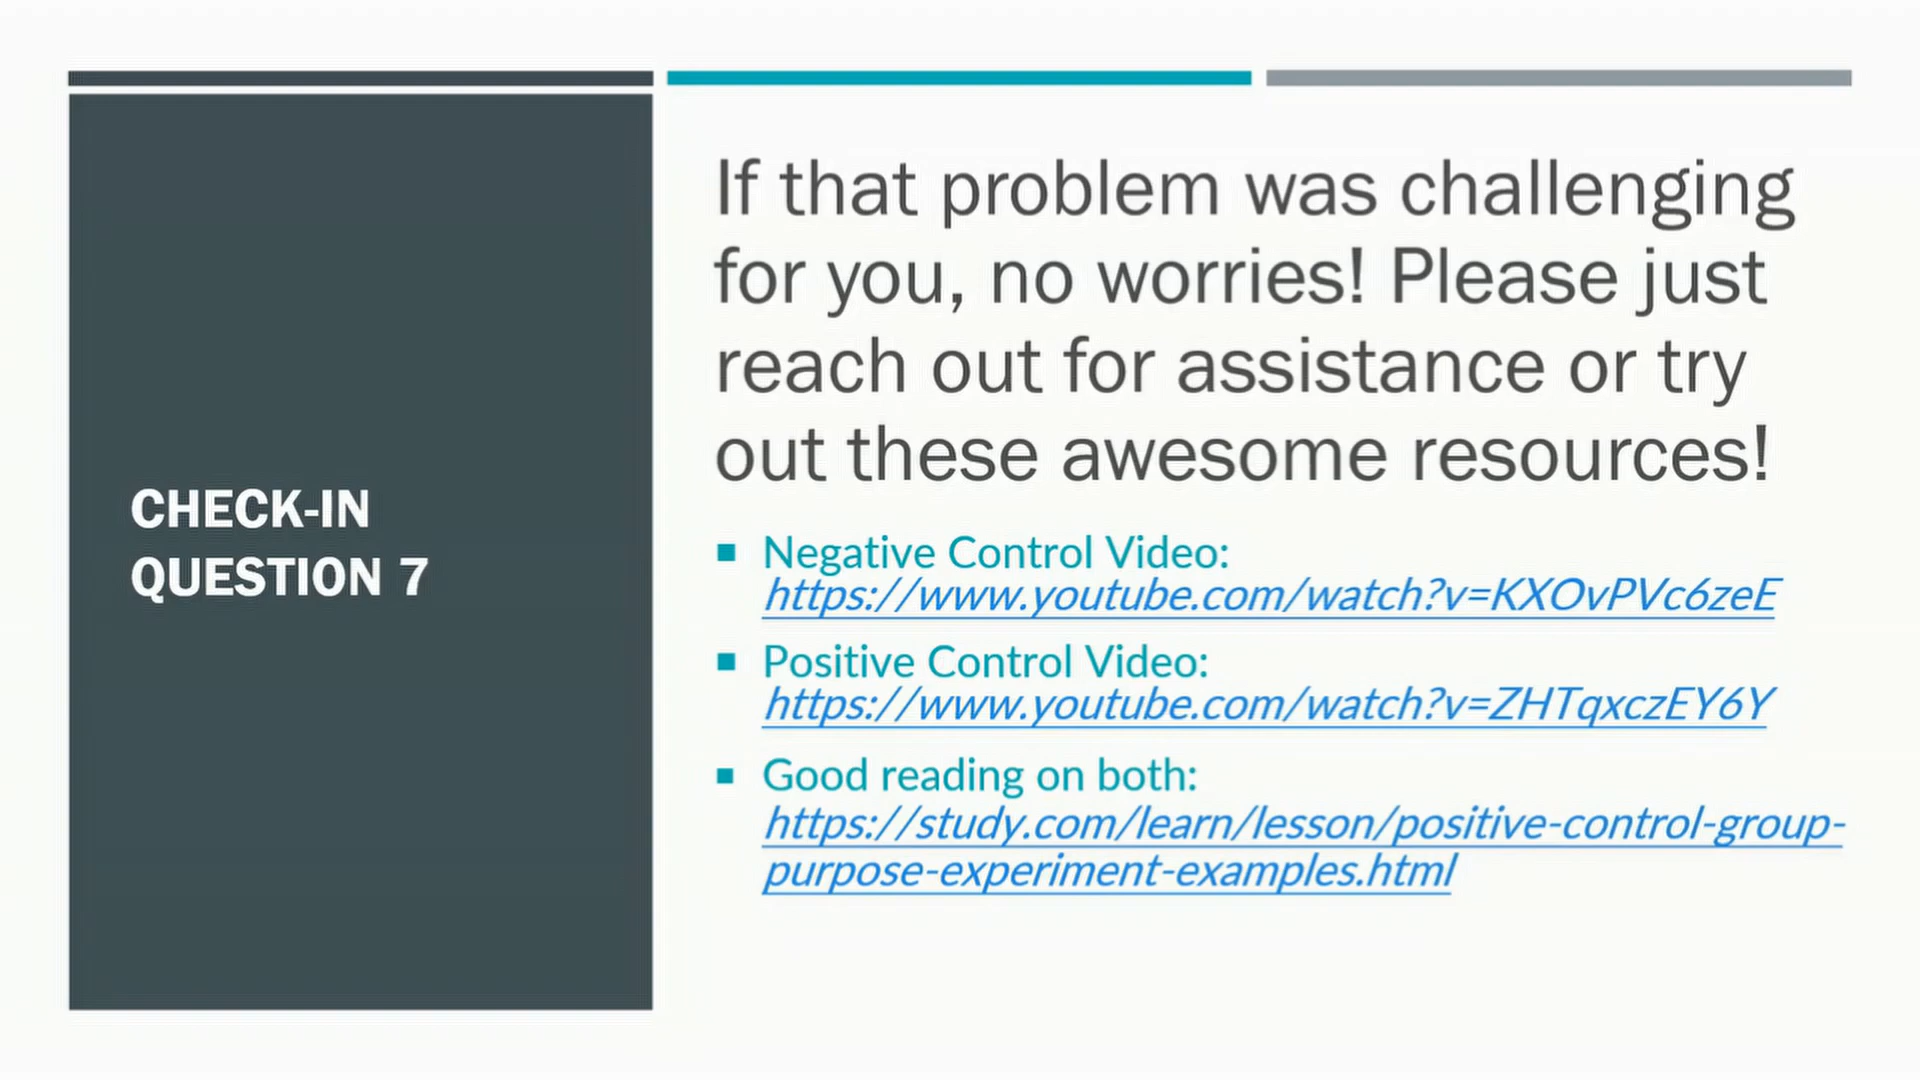 CHECK-IN
QUESTION 7
If that problem was challenging
for you, no worries! Please just
reach out for assistance or try
out these awesome resources!
Negative Control Video:
https://www.youtube.com/watch?v=KXOvPVc6zeE
Positive Control Video:
https://www.youtube.com/watch?v=ZHTqxczEY6Y
Good reading on both:
https://study.com/learn/lesson/positive-control-group-
purpose-experiment-examples.html